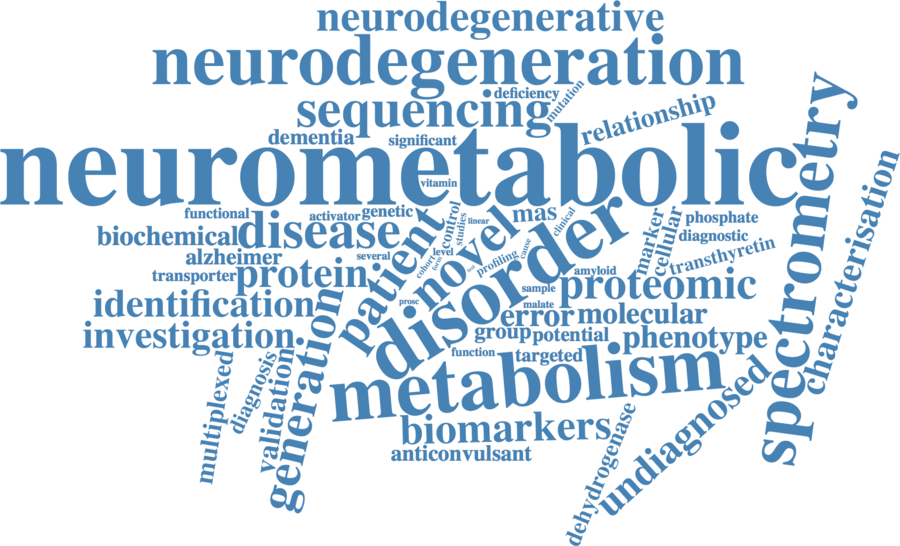 neurodegenerative
neurodegeneration
deficiency
mutation
sequencing
relationship
dementia
significant
neurometabolic
spectrometry
characterisation
vitamin
functional
activator
genetic
control
studies
linear
mas
clinical
marker
cellular
phosphate
biochemical
disease
patient
novel
disorder
diagnostic
alzheimer
several
cohort
level
profiling
cause
transthyretin
transporter
protein
amyloid
sample
proteomic
identification
prosc
malate
error
molecular
investigation
generation
group
potential
phenotype
function
targeted
multiplexed
diagnosis
validation
metabolism
undiagnosed
biomarkers
anticonvulsant
dehydrogenase